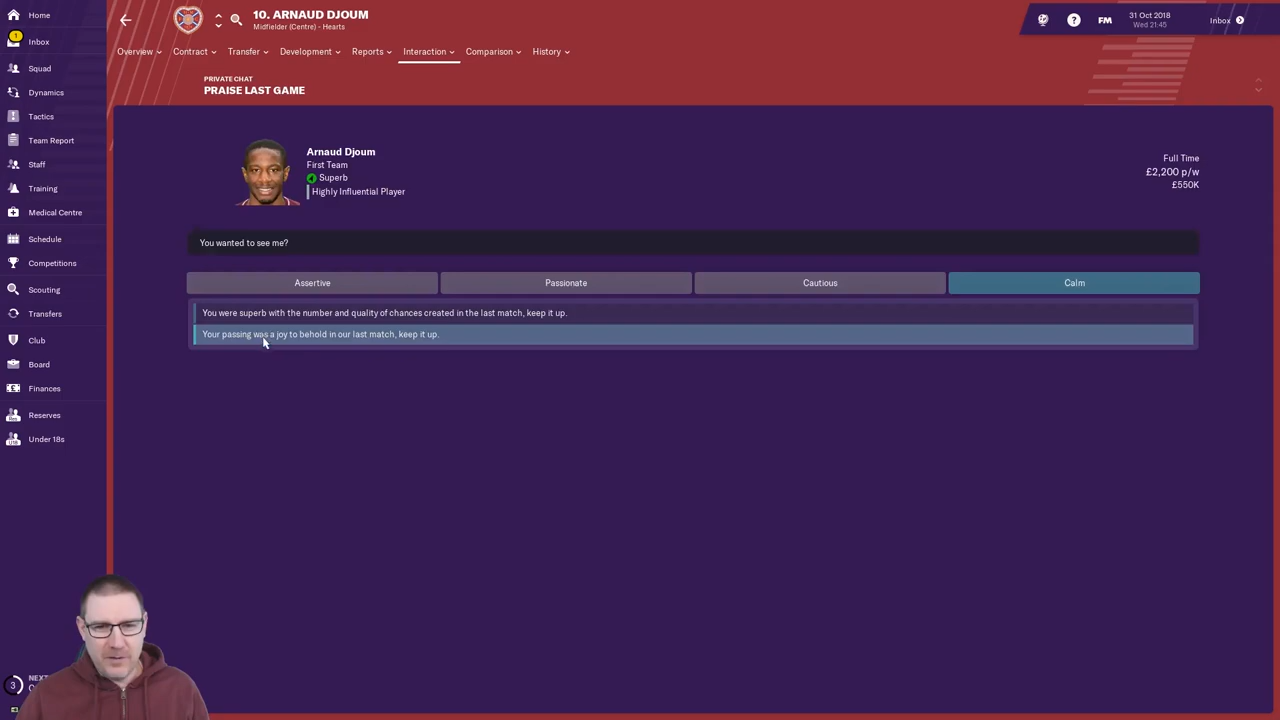 Home
1
Inbox
Squad
Dynamics
Tactics
Team Report
Staff
Training
Medical Centre
Schedule
Competitions
Scouting
Transfers
Club
Board
Finances
Reserves
Under 18s
3
NEXT
10. ARNAUD DJOUM
Midfielder (Centre) - Hearts
?
FM
31 Oct 2018
Wed 21:45
Inbox
Overview
Contract
Transfer
Development
Reports
Interaction
Comparison
History
PRIVATE CHAT
PRAISE LAST GAME
Arnaud Djoum
First Team
Superb
Highly Influential Player
Full Time
£2,200 p/w
£550K
You wanted to see me?
Assertive
Passionate
Cautious
Calm
You were superb with the number and quality of chances created in the last match, keep it up.
Your passing was a joy to behold in our last match, keep it up.